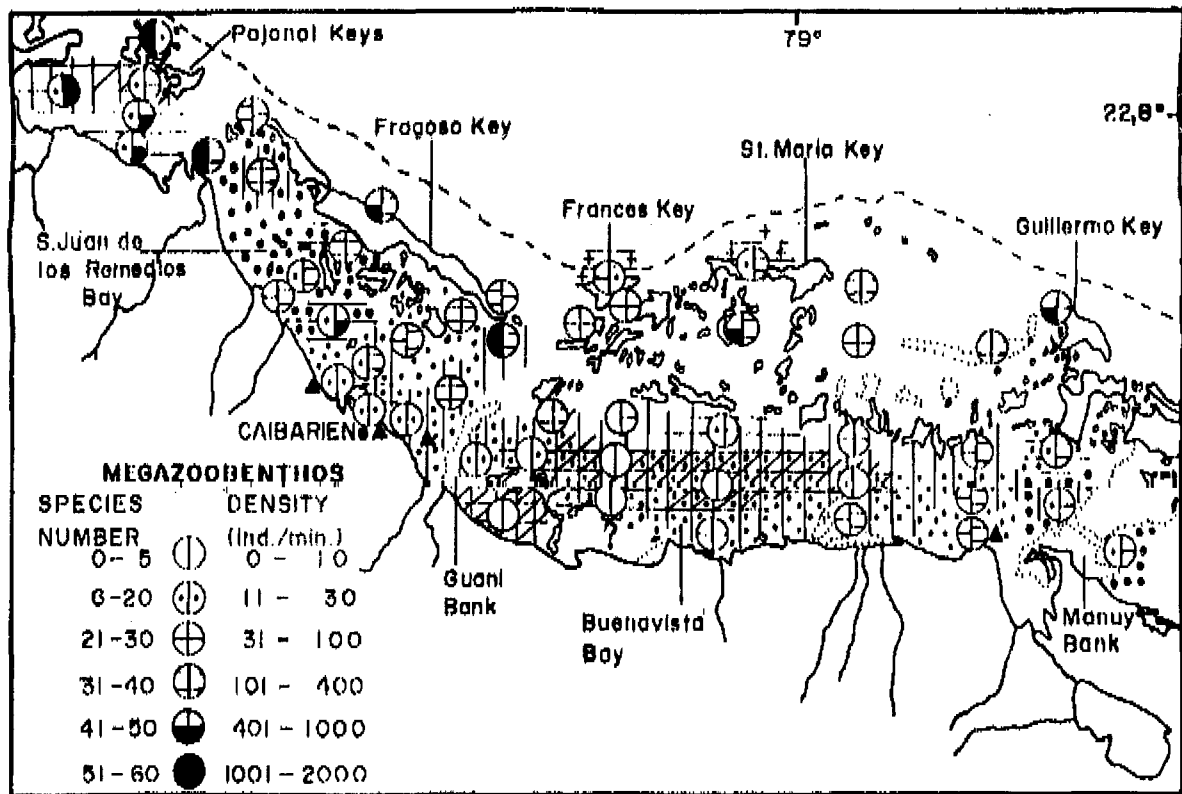 Pajonal Keys
79°
22,8°
Fragoso Key
St. Maria Key
Frances Key
Guillermo Key
S. Juan de
los Remedios
Bay
CAIBARIEN
MEGAZOOBENTHOS
SPECIES DENSITY
NUMBER (Ind./min.)
0-5 0 - 10
6-20 11 - 30
21-30 31 - 100
31-40 101 - 400
41-50 401-1000
51-60 1001-2000
Guani
Bank
Buenavista
Bay
Manuy
Bank